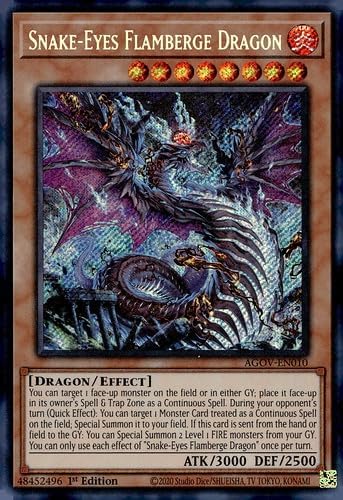 SNAKE-EYES FLAMBERGE DRAGON
AGOV-EN010
[DRAGON/EFFECT]
You can target 1 face-up monster on the field or in either GY; place it face-up
in its owner's Spell & Trap Zone as a Continuous Spell. During your opponent's
turn (Quick Effect): You can target 1 Monster Card treated as a Continuous Spell
on the field; Special Summon it to your field. If this card is sent from the hand
or field to the GY: You can Special Summon 2 Level 1 FIRE monsters from your GY.
You can only use each effect of "Snake-Eyes Flamberge Dragon" once per turn.
ATK/3000 DEF/2500
48452496 1st Edition ©2020 Studio Dice/SHUEISHA, TV TOKYO, KONAMI